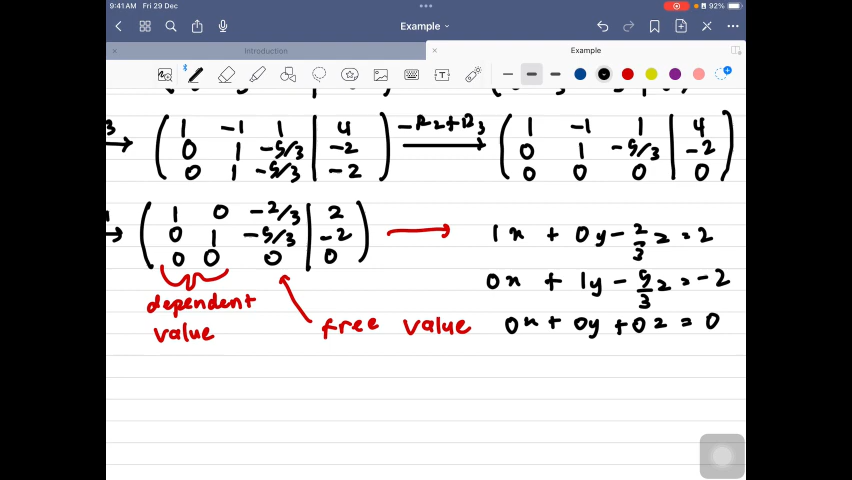 9:41AM Fri 29 Dec
92%
Example
Introduction
Example
3 → ( 1 -1 1 | 4 ) -R2+R3 → ( 1 -1 1 | 4 )
( 0 1 -5/3 | -2 ) ( 0 1 -5/3 | -2 )
( 0 1 -5/3 | -2 ) ( 0 0 0 | 0 )
1 → ( 1 0 -2/3 | 2 ) → 1x + 0y - 2/3 z = 2
( 0 1 -5/3 | -2 )
( 0 0 0 | 0 )
0x + 1y - 5/3 z = -2
0x + 0y + 0z = 0
dependent
value
free value